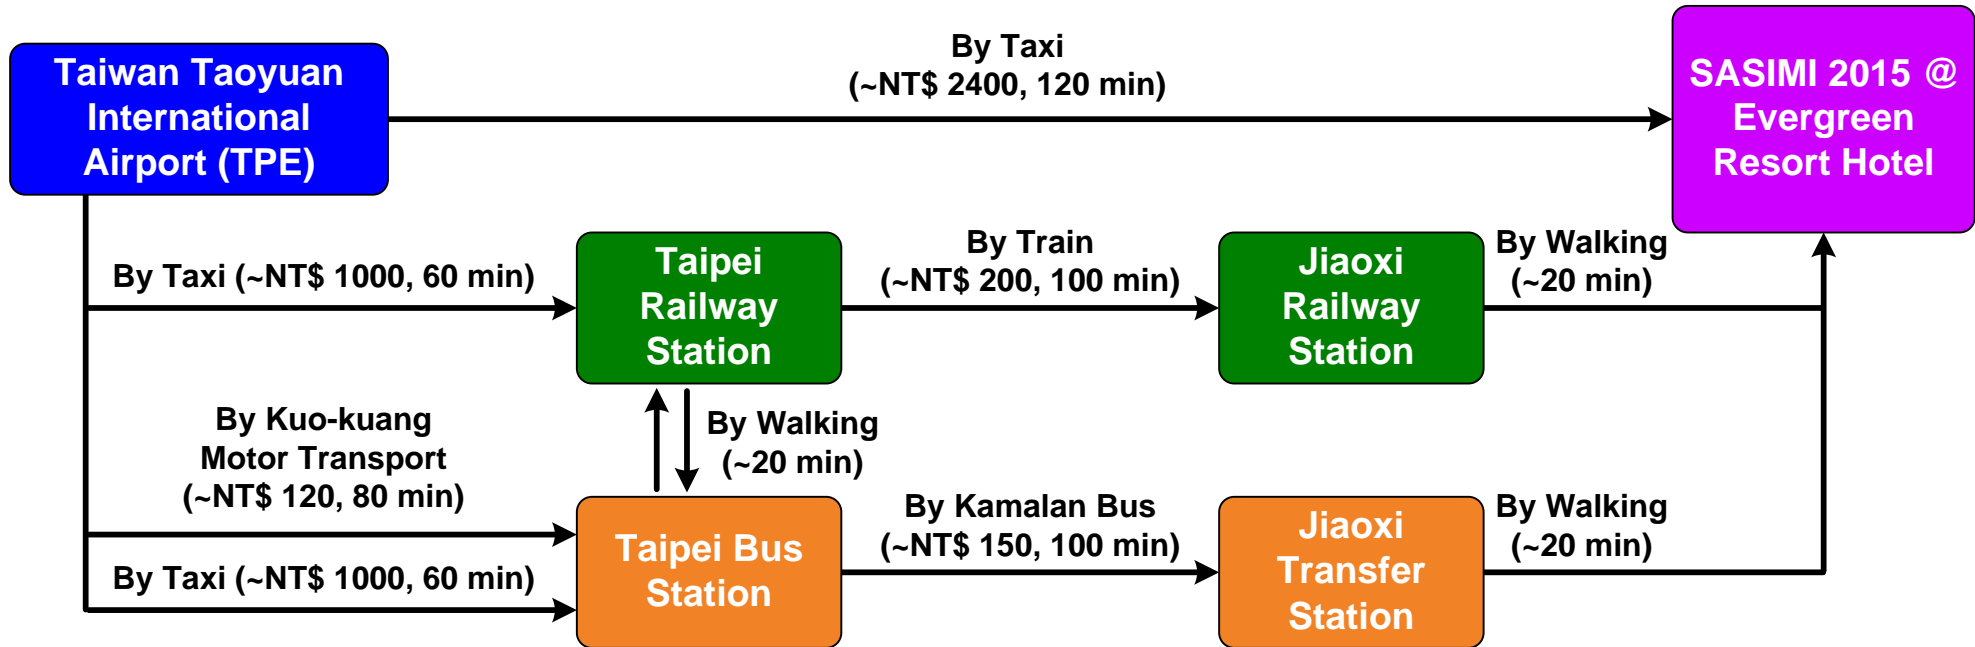 Taiwan Taoyuan
International
Airport (TPE)
By Taxi
(~NT$ 2400, 120 min)
SASIMI 2015 @
Evergreen
Resort Hotel
By Taxi (~NT$ 1000, 60 min)
Taipei
Railway
Station
By Train
(~NT$ 200, 100 min)
Jiaoxi
Railway
Station
By Walking
(~20 min)
By Kuo-kuang
Motor Transport
(~NT$ 120, 80 min)
By Walking
(~20 min)
By Taxi (~NT$ 1000, 60 min)
Taipei Bus
Station
By Kamalan Bus
(~NT$ 150, 100 min)
Jiaoxi
Transfer
Station
By Walking
(~20 min)